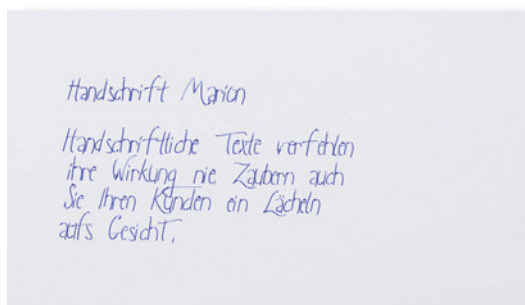 Handschrift Marion
Handschriftliche Texte verfehlen
ihre Wirkung nie. Zaubern auch
Sie Ihren Kunden ein Lächeln
aufs Gesicht.